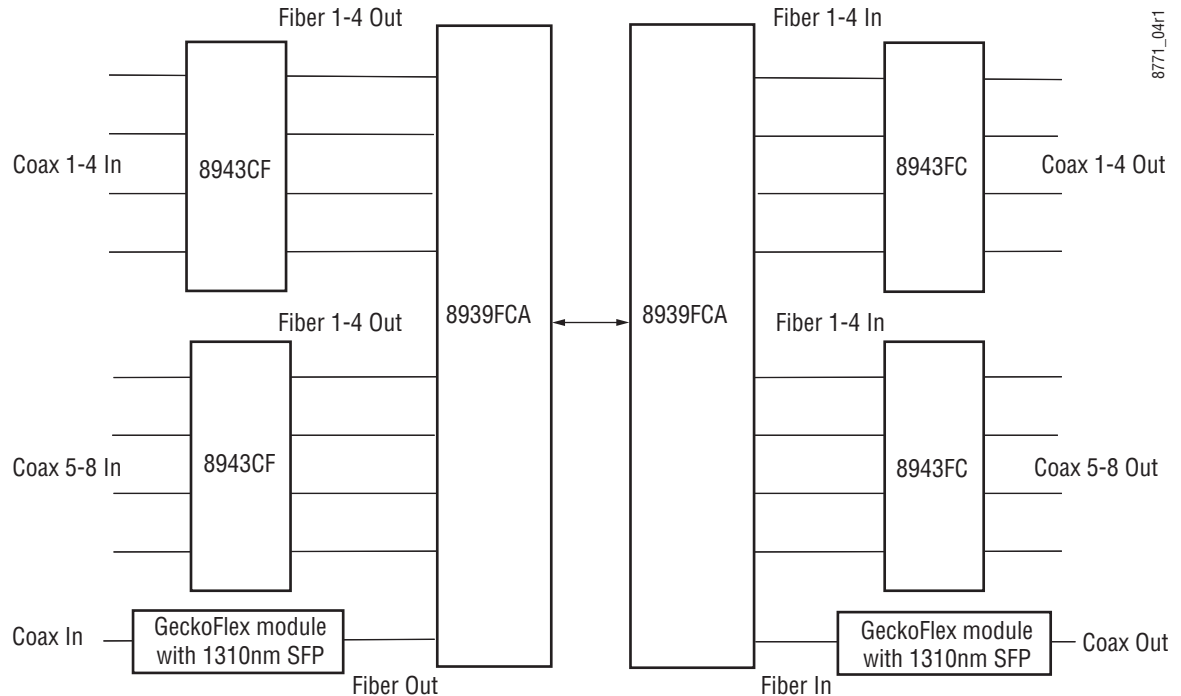 Fiber 1-4 Out
Fiber 1-4 In
8771_04r1
Coax 1-4 In
8943CF
8943FC
Coax 1-4 Out
Fiber 1-4 Out
8939FCA
8939FCA
Fiber 1-4 In
Coax 5-8 In
8943CF
8943FC
Coax 5-8 Out
Coax In
GeckoFlex module
with 1310nm SFP
GeckoFlex module
with 1310nm SFP
Coax Out
Fiber Out
Fiber In